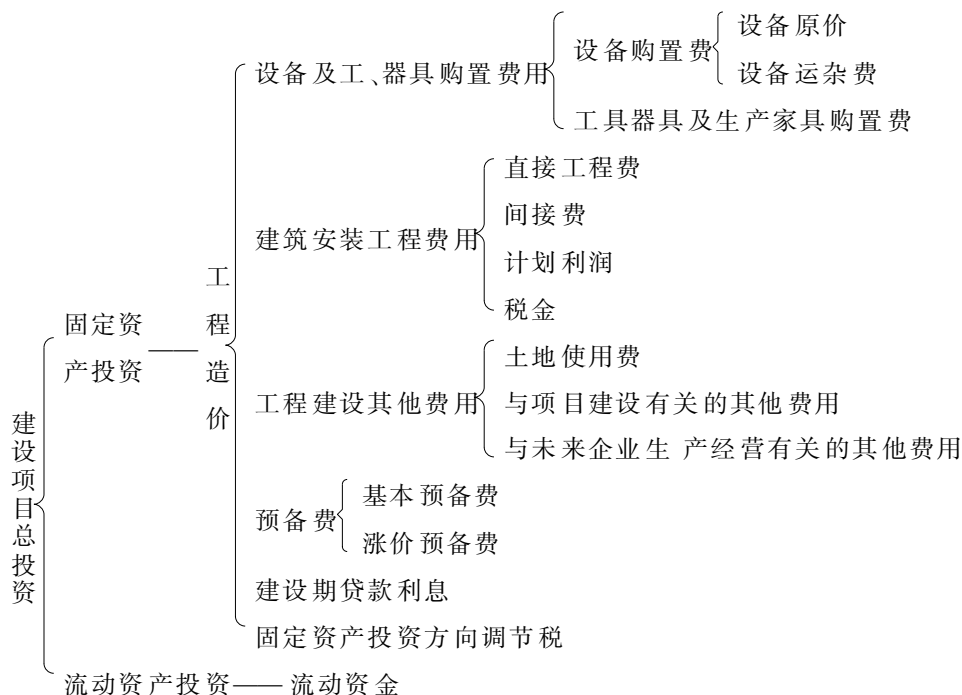 建设项目总投资
固定资
产投资
——
工程造价
设备及工、器具购置费用
设备购置费
设备原价
设备运杂费
工具器具及生产家具购置费
建筑安装工程费用
直接工程费
间接费
计划利润
税金
工程建设其他费用
土地使用费
与项目建设有关的其他费用
与未来企业生产经营有关的其他费用
预备费
基本预备费
涨价预备费
建设期贷款利息
固定资产投资方向调节税
流动资产投资——流动资金